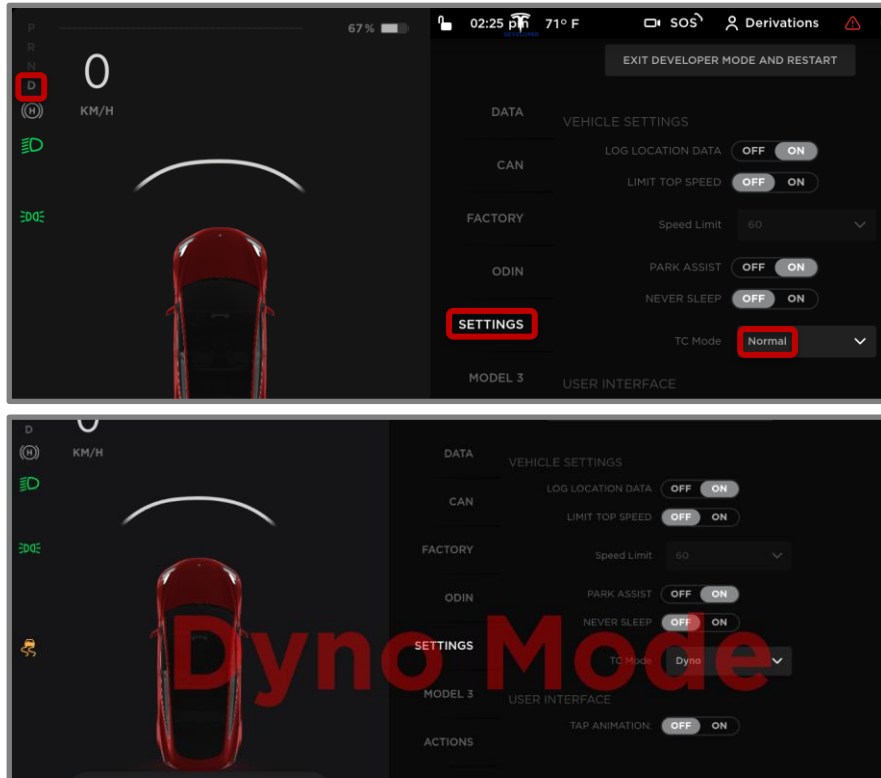 P
67%
02:25 pm
71° F
SOS
Derivations
DEVELOPER
R
N
D
0
KM/H
(H)
EXIT DEVELOPER MODE AND RESTART
DATA
CAN
FACTORY
ODIN
SETTINGS
MODEL 3
VEHICLE SETTINGS
LOG LOCATION DATA OFF ON
LIMIT TOP SPEED OFF ON
Speed Limit 60
PARK ASSIST OFF ON
NEVER SLEEP OFF ON
TC Mode Normal
USER INTERFACE
D
0
KM/H
(H)
DATA
CAN
FACTORY
ODIN
SETTINGS
MODEL 3
ACTIONS
VEHICLE SETTINGS
LOG LOCATION DATA OFF ON
LIMIT TOP SPEED OFF ON
Speed Limit 60
PARK ASSIST OFF ON
NEVER SLEEP OFF ON
TC Mode Dyno
USER INTERFACE
TAP ANIMATION: OFF ON
Dyno Mode